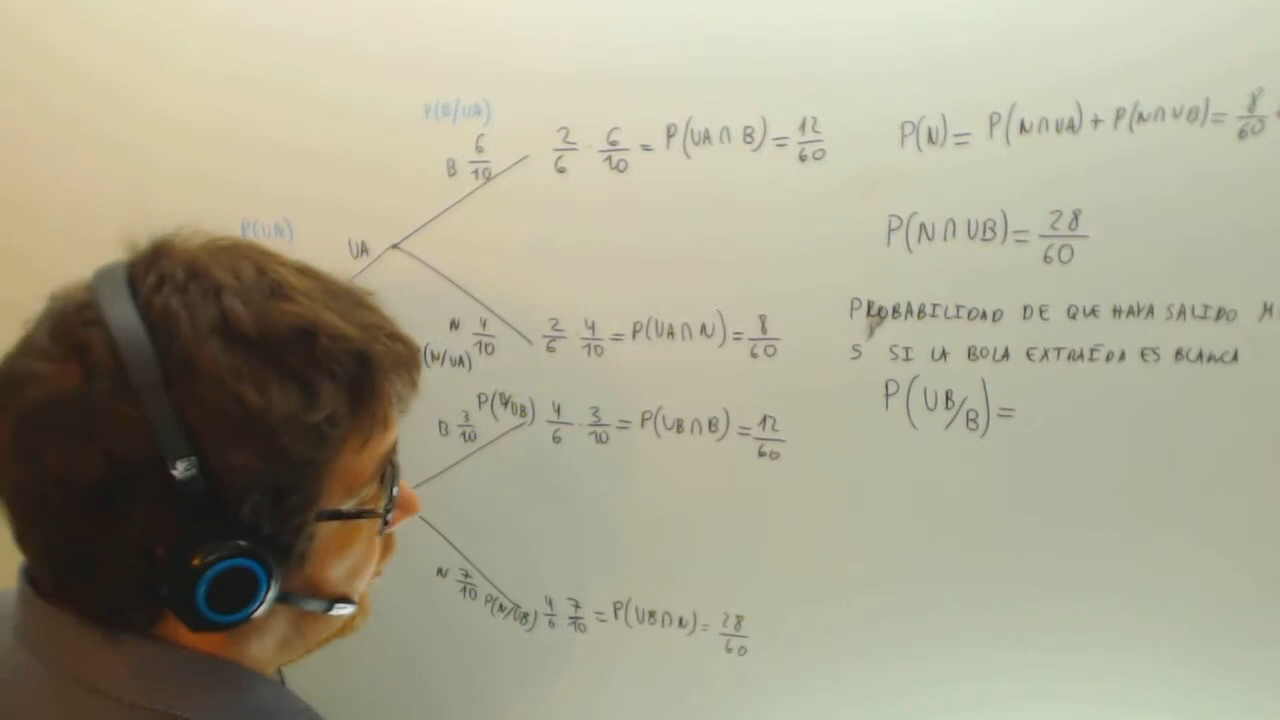 P(B/UA)
B 6/10
2/6 · 6/10 = P(UA∩B) = 12/60
P(UA)
UA
N 4/10
(N/UA)
2/6 · 4/10 = P(UA∩N) = 8/60
B 3/10
P(B/UB)
4/6 · 3/10 = P(UB∩B) = 12/60
N 7/10
P(N/UB)
4/6 7/10 = P(UB∩N) = 28/60
P(N) = P(N∩UA) + P(N∩UB) = 8/60
P(N∩UB) = 28/60
PROBABILIDAD DE QUE HAYA SALIDO
5 SI LA BOLA EXTRAÍDA ES BLANCA
P(UB/B) =